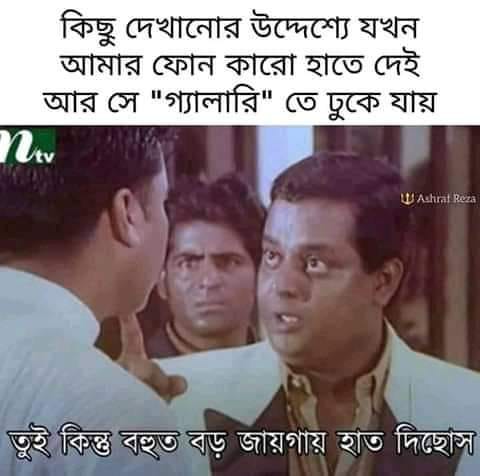 কিছু দেখানোর উদ্দেশ্যে যখন
আমার ফোন কারো হাতে দেই
আর সে "গ্যালারি" তে ঢুকে যায়
ntv
Ashraf Reza
তুই কিন্তু বহুত বড় জায়গায় হাত দিছোস